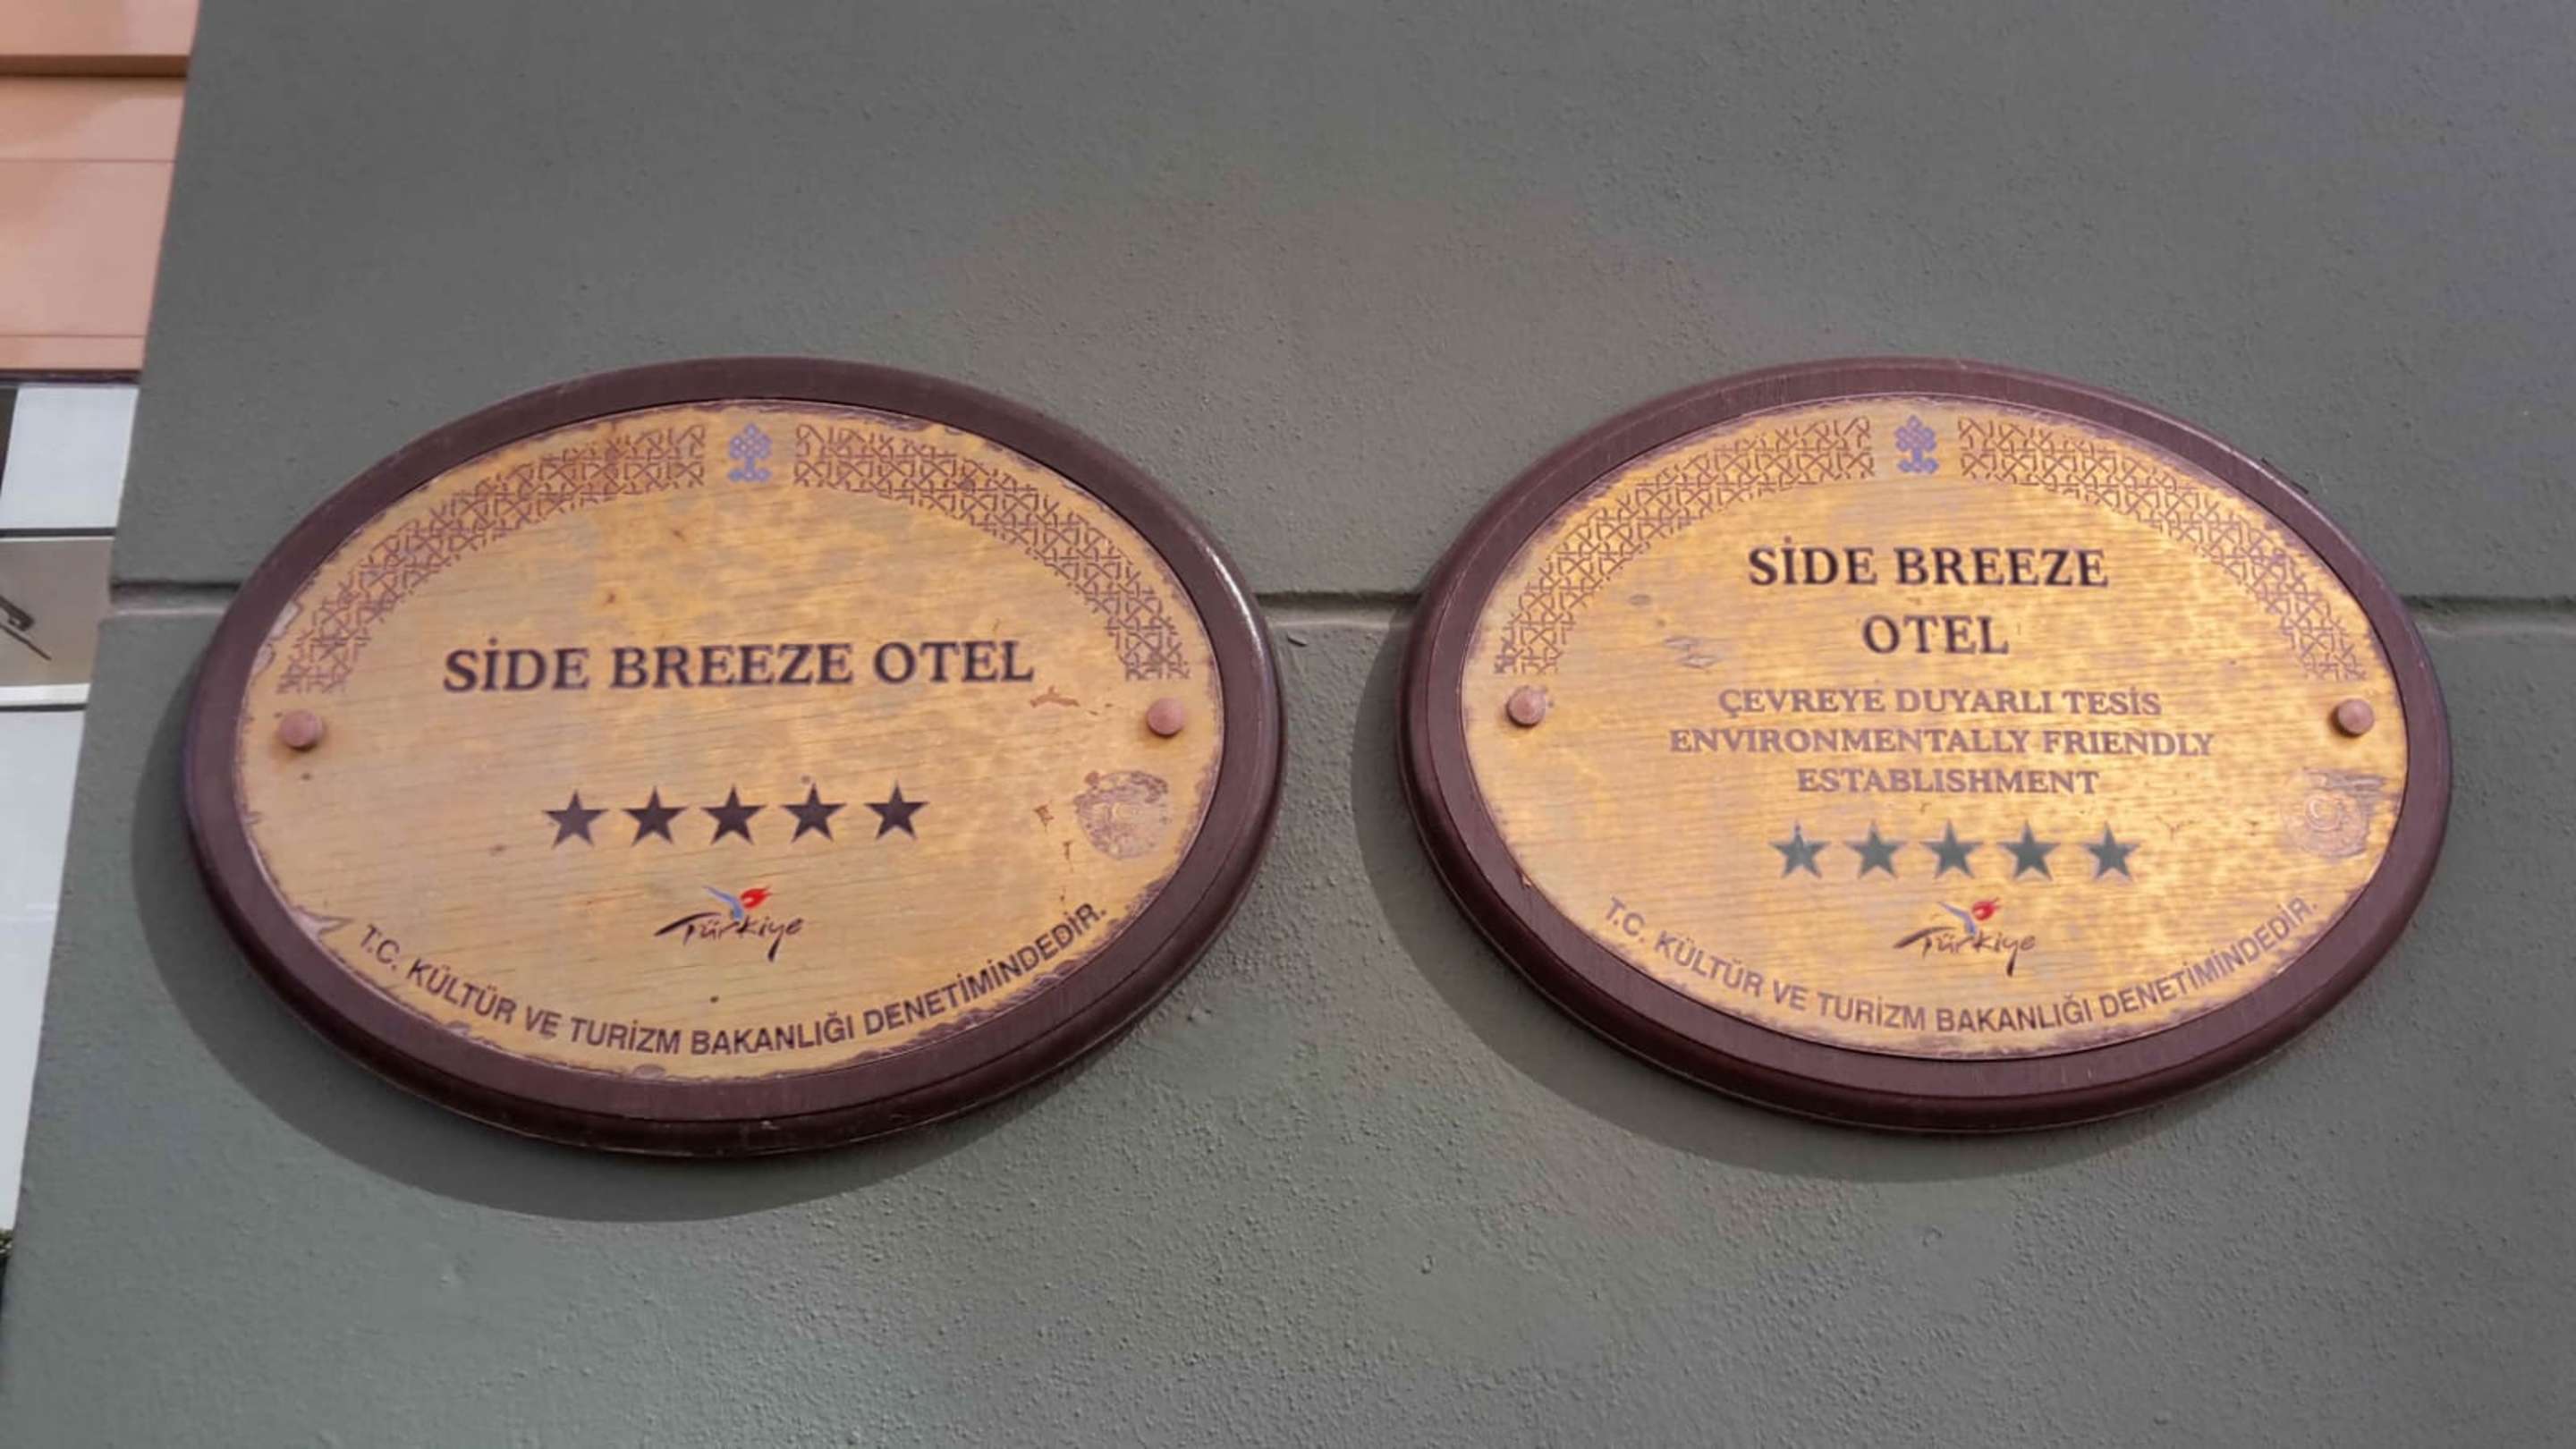 SİDE BREEZE OTEL
Türkiye
T.C. KÜLTÜR VE TURİZM BAKANLIĞI DENETİMİNDEDİR.
SİDE BREEZE
OTEL
ÇEVREYE DUYARLI TESİS
ENVIRONMENTALLY FRIENDLY
ESTABLISHMENT
Türkiye
T.C. KÜLTÜR VE TURİZM BAKANLIĞI DENETİMİNDEDİR.